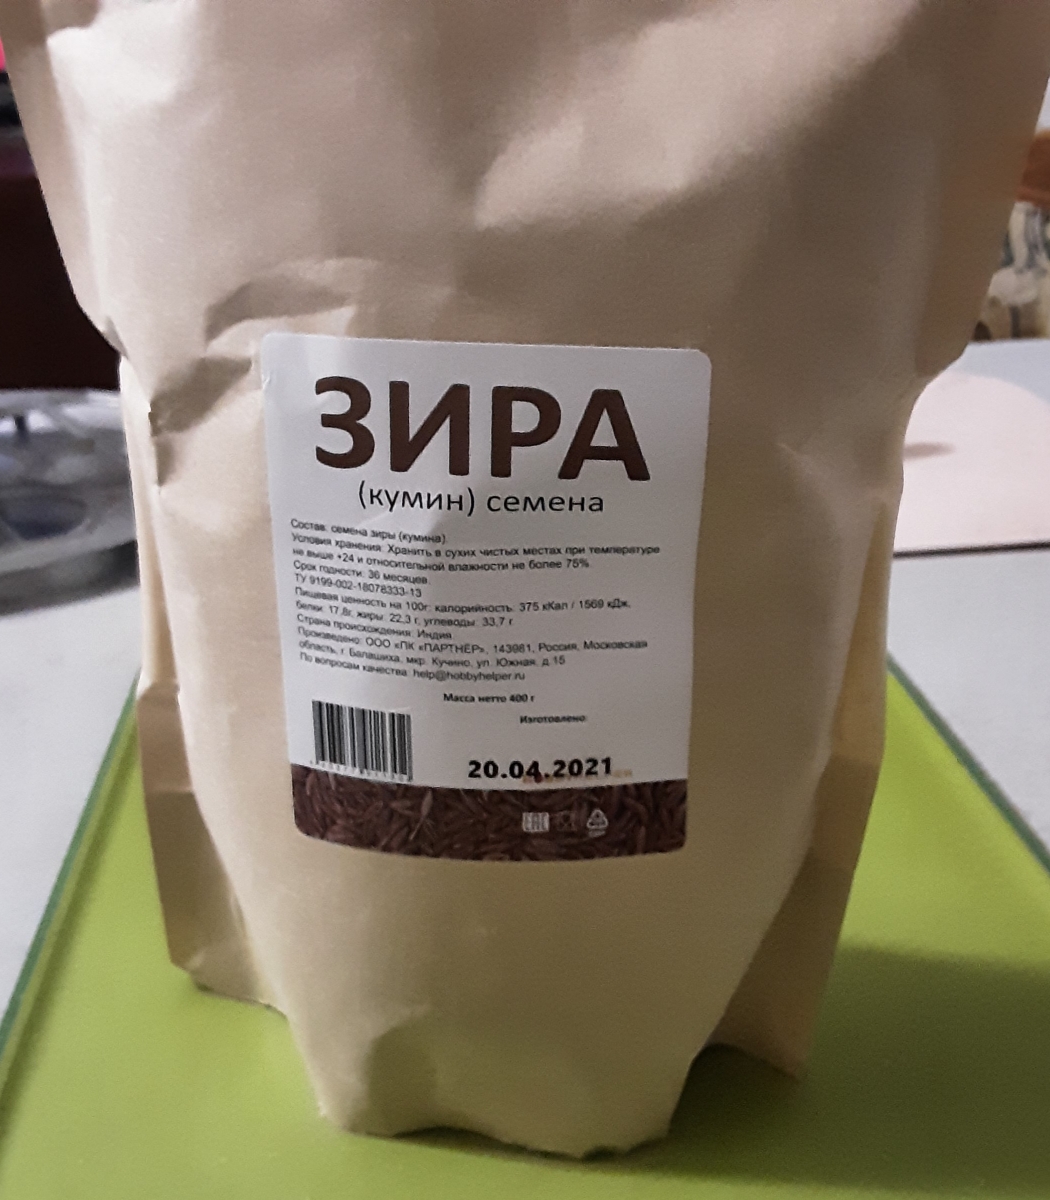 ЗИРА
(кумин) семена
Состав: семена зиры (кумина).
Условия хранения: Хранить в сухих чистых местах при температуре
не выше +24 и относительной влажности не более 75%.
Срок годности: 36 месяцев.
ТУ 9199-002-18078333-13
Пищевая ценность на 100г: калорийность: 375 кКал / 1569 кДж,
белки: 17,8г, жиры: 22,3 г, углеводы: 33,7 г
Страна происхождения: Индия
Произведено: ООО «ПК «ПАРТНЁР», 143981, Россия, Московская
область, г. Балашиха, мкр. Кучино, ул. Южная, д.15
По вопросам качества: help@hobbyhelper.ru
Масса нетто 400 г
Изготовлено:
20.04.2021
EAC